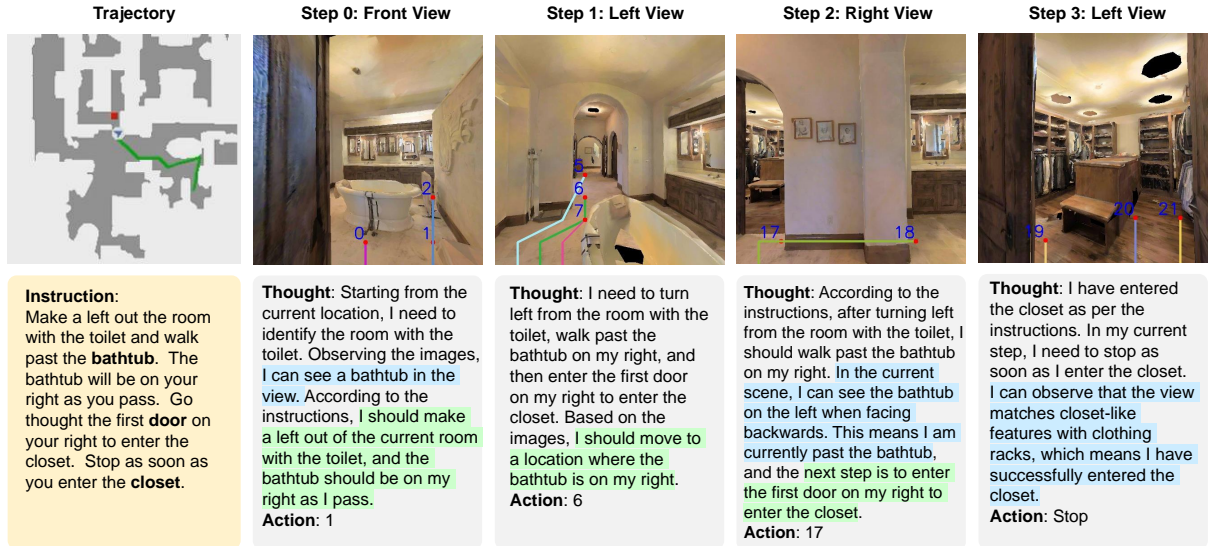 Trajectory
Step 0: Front View
Step 1: Left View
Step 2: Right View
Step 3: Left View
0
2
1
5
6
7
17
18
19
20
21
Instruction:
Make a left out the room
with the toilet and walk
past the bathtub. The
bathtub will be on your
right as you pass. Go
thought the first door on
your right to enter the
closet. Stop as soon as
you enter the closet.
Thought: Starting from the
current location, I need to
identify the room with the
toilet. Observing the images,
I can see a bathtub in the
view. According to the
instructions, I should make
a left out of the current room
with the toilet, and the
bathtub should be on my
right as I pass.
Action: 1
Thought: I need to turn
left from the room with the
toilet, walk past the
bathtub on my right, and
then enter the first door
on my right to enter the
closet. Based on the
images, I should move to
a location where the
bathtub is on my right.
Action: 6
Thought: According to the
instructions, after turning left
from the room with the toilet, I
should walk past the bathtub
on my right. In the current
scene, I can see the bathtub
on the left when facing
backwards. This means I am
currently past the bathtub,
and the next step is to enter
the first door on my right to
enter the closet.
Action: 17
Thought: I have entered
the closet as per the
instructions. In my current
step, I need to stop as
soon as I enter the closet.
I can observe that the view
matches closet-like
features with clothing
racks, which means I have
successfully entered the
closet.
Action: Stop